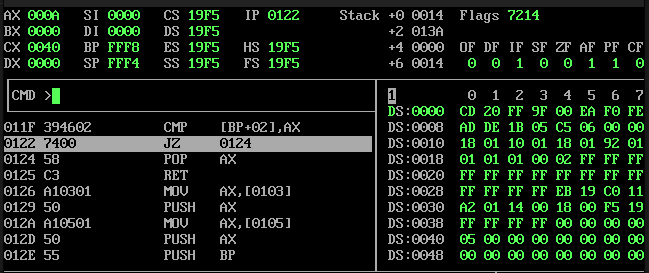 AX 000A SI 0000 CS 19F5 IP 0122 Stack +0 0014 Flags 7214
BX 0000 DI 0000 DS 19F5 +2 013A
CX 0040 BP FFF8 ES 19F5 HS 19F5 +4 0000 OF DF IF SF ZF AF PF CF
DX 0000 SP FFF4 SS 19F5 FS 19F5 +6 0014 0 0 1 0 0 1 1 0
CMD >
1 0 1 2 3 4 5 6 7
DS:0000 CD 20 FF 9F 00 EA F0 FE
011F 394602 CMP [BP+02],AX DS:0008 AD DE 1B 05 C5 06 00 00
0122 7400 JZ 0124 DS:0010 18 01 10 01 18 01 92 01
0124 58 POP AX DS:0018 01 01 01 00 02 FF FF FF
0125 C3 RET DS:0020 FF FF FF FF FF FF FF FF
0126 A10301 MOV AX,[0103] DS:0028 FF FF FF FF EB 19 C0 11
0129 50 PUSH AX DS:0030 A2 01 14 00 18 00 F5 19
012A A10501 MOV AX,[0105] DS:0038 FF FF FF FF 00 00 00 00
012D 50 PUSH AX DS:0040 05 00 00 00 00 00 00 00
012E 55 PUSH BP DS:0048 00 00 00 00 00 00 00 00